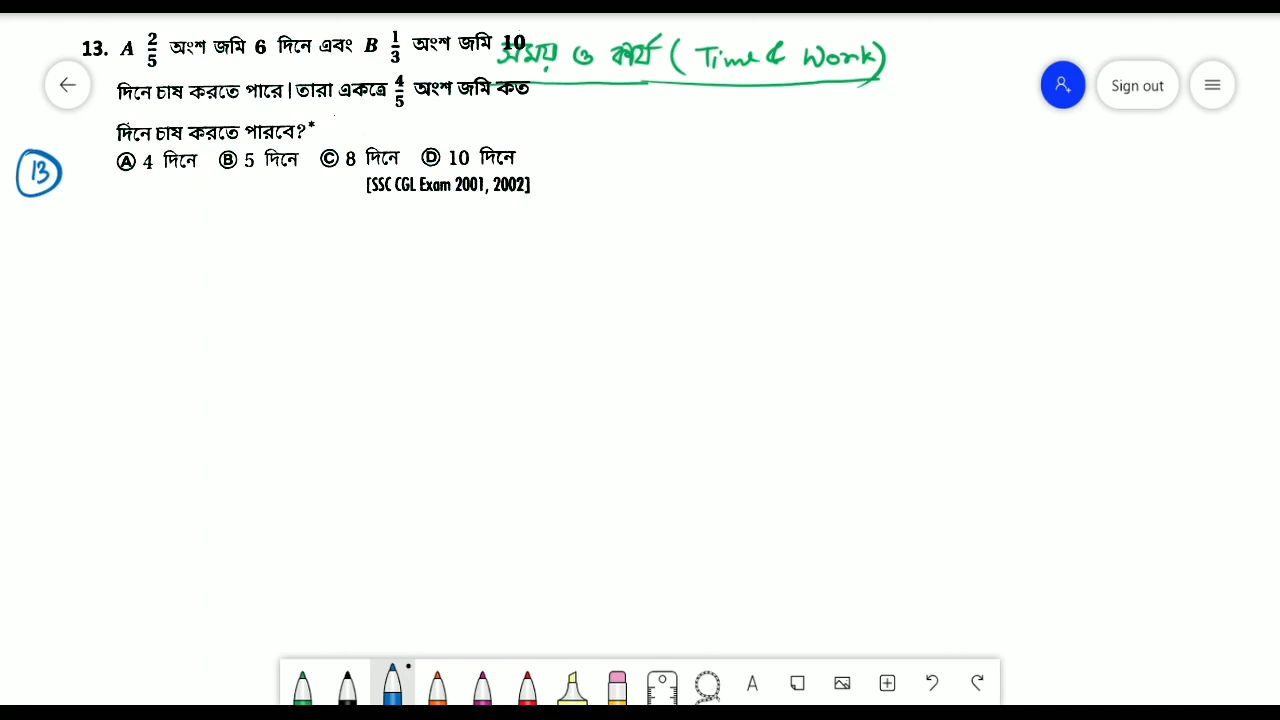 13. A 2/5 অংশ জমি 6 দিনে এবং B 1/3 অংশ জমি 10
সময় ও কার্য ( Time & Work )
দিনে চাষ করতে পারে। তারা একত্রে 4/5 অংশ জমি কত
দিনে চাষ করতে পারবে?*
Ⓐ 4 দিনে Ⓑ 5 দিনে Ⓒ 8 দিনে Ⓓ 10 দিনে
[SSC CGL Exam 2001, 2002]
13
Sign out